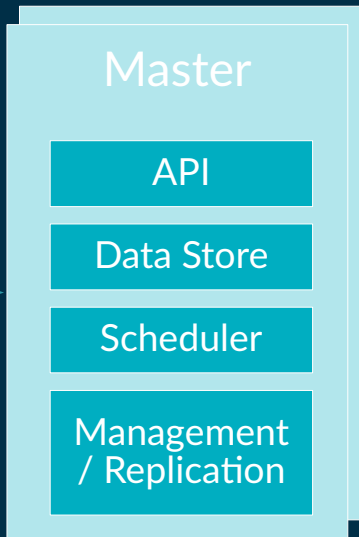 Master
API
Data Store
Scheduler
Management
/ Replication